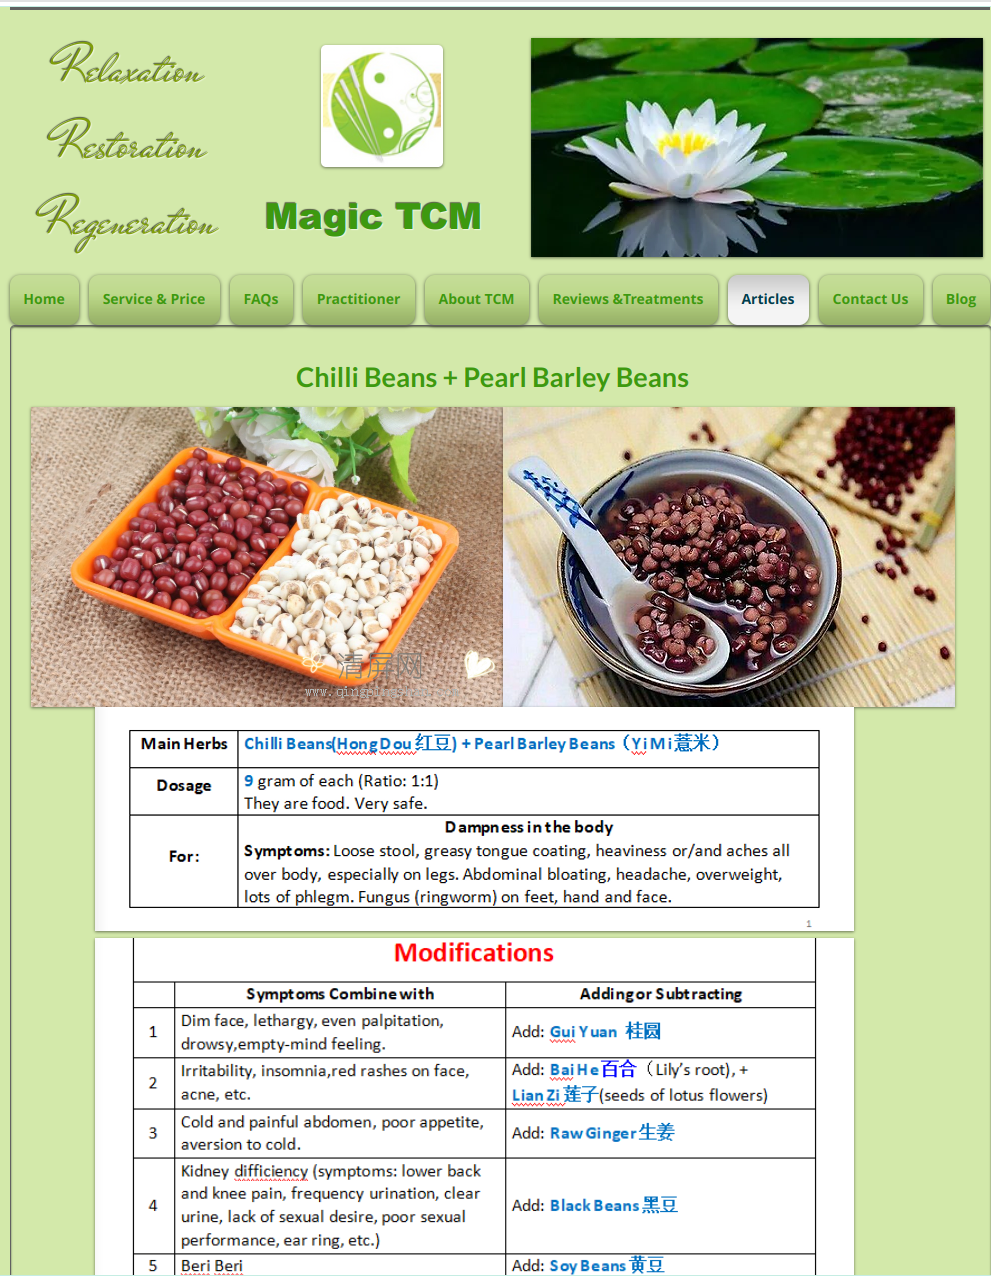 Relaxation
Restoration
Regeneration
Magic TCM
Home
Service & Price
FAQs
Practitioner
About TCM
Reviews &Treatments
Articles
Contact Us
Blog
Chilli Beans + Pearl Barley Beans
清屏网
Main Herbs
Chilli Beans(Hong Dou 红豆) + Pearl Barley Beans（Yi Mi 薏米）
Dosage
9 gram of each (Ratio: 1:1)
They are food. Very safe.
For:
Dampness in the body
Symptoms: Loose stool, greasy tongue coating, heaviness or/and aches all
over body, especially on legs. Abdominal bloating, headache, overweight,
lots of phlegm. Fungus (ringworm) on feet, hand and face.
1
Modifications
Symptoms Combine with
Adding or Subtracting
1
Dim face, lethargy, even palpitation,
drowsy,empty-mind feeling.
Add: Gui Yuan 桂圆
2
Irritability, insomnia,red rashes on face,
acne, etc.
Add: Bai He 百合（Lily’s root), +
Lian Zi 莲子(seeds of lotus flowers)
3
Cold and painful abdomen, poor appetite,
aversion to cold.
Add: Raw Ginger 生姜
4
Kidney difficiency (symptoms: lower back
and knee pain, frequency urination, clear
urine, lack of sexual desire, poor sexual
performance, ear ring, etc.)
Add: Black Beans 黑豆
5
Beri Beri
Add: Soy Beans 黄豆